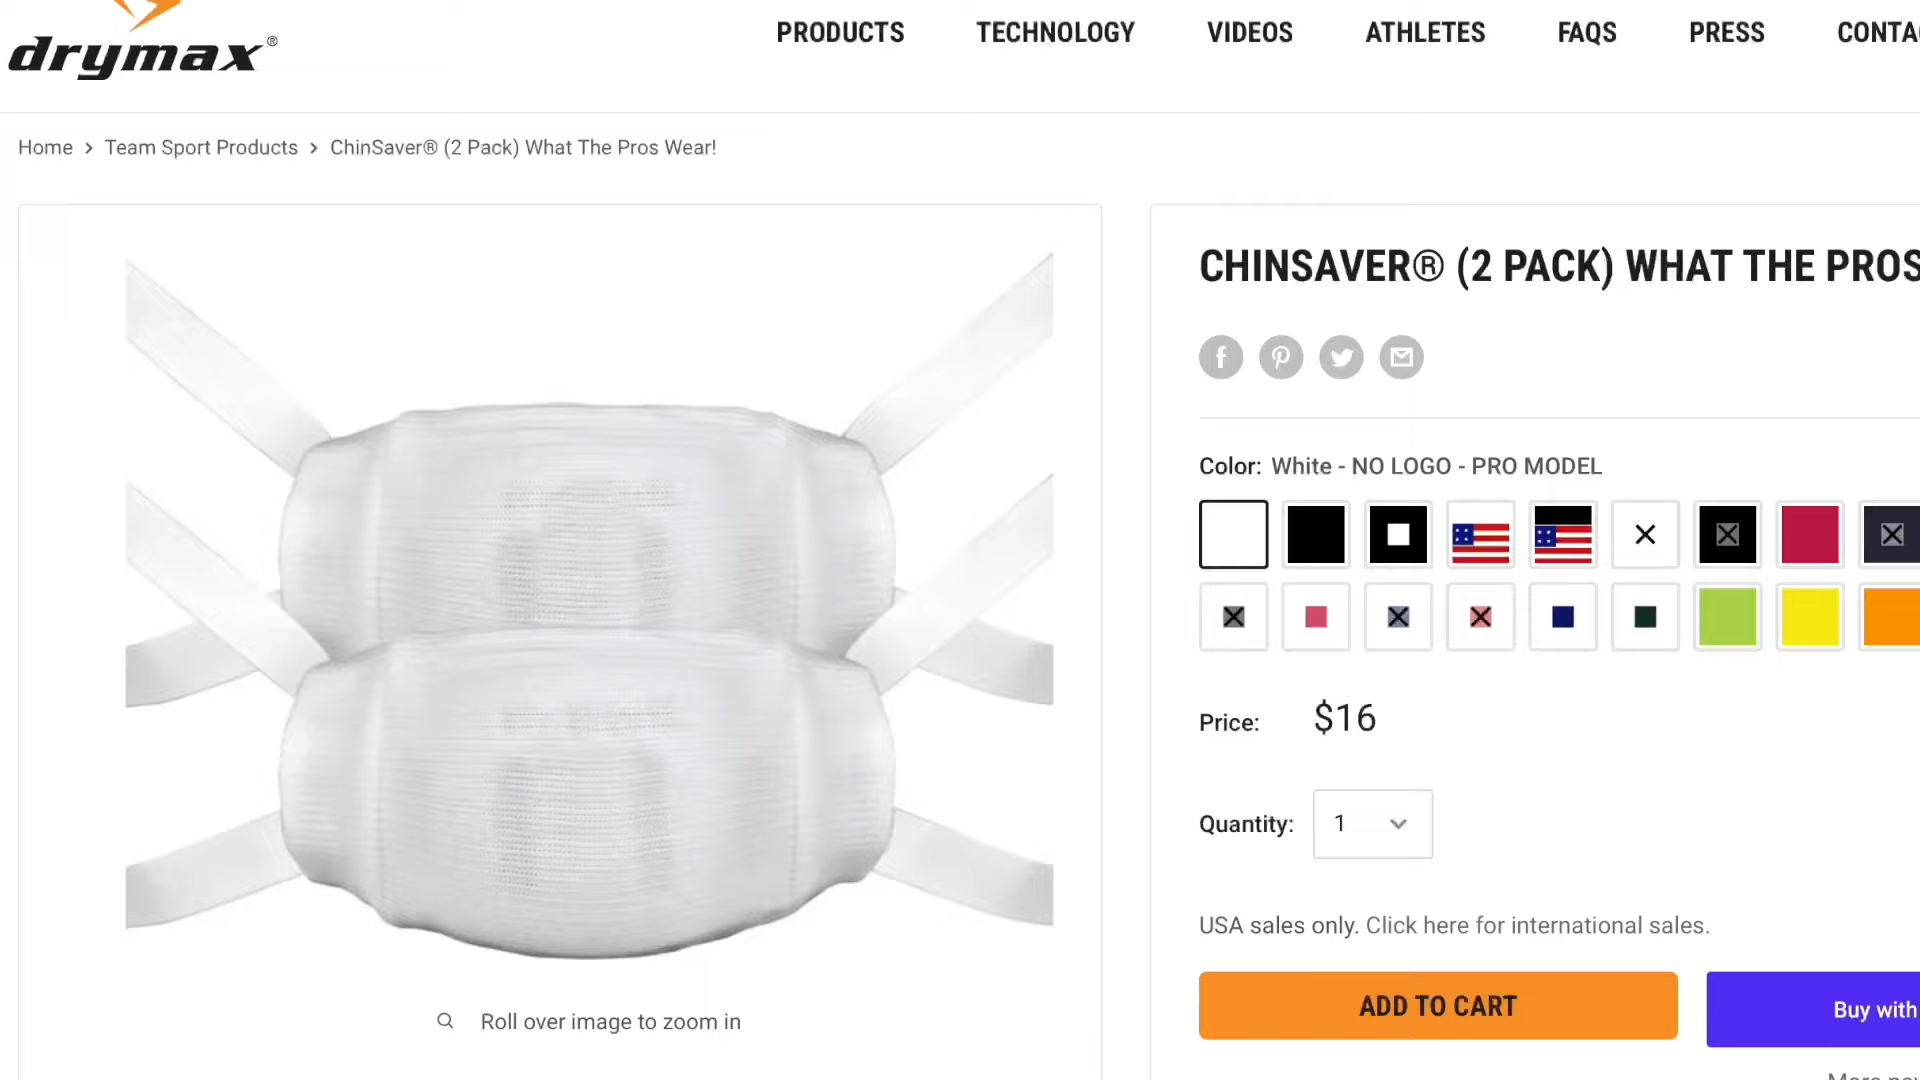 drymax®
PRODUCTS TECHNOLOGY VIDEOS ATHLETES FAQS PRESS CONTA
Home > Team Sport Products > ChinSaver® (2 Pack) What The Pros Wear!
CHINSAVER® (2 PACK) WHAT THE PROS
Color: White - NO LOGO - PRO MODEL
Price: $16
Quantity: 1
USA sales only. Click here for international sales.
ADD TO CART
Buy with
Roll over image to zoom in